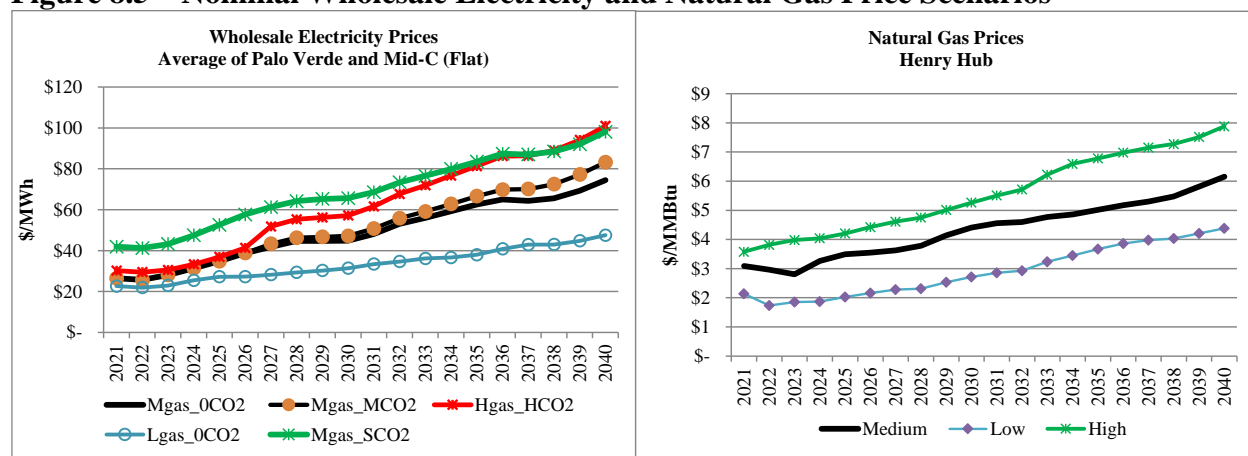 Figure – Nominal Wholesale Electricity and Natural Gas Price Scenarios
Wholesale Electricity Prices
Average of Palo Verde and Mid-C (Flat)
$/MWh
$120
$100
$80
$60
$40
$20
$-
2021 2022 2023 2024 2025 2026 2027 2028 2029 2030 2031 2032 2033 2034 2035 2036 2037 2038 2039 2040
Mgas_0CO2 Mgas_MCO2 Hgas_HCO2
Lgas_0CO2 Mgas_SCO2
Natural Gas Prices
Henry Hub
$/MMBtu
$9
$8
$7
$6
$5
$4
$3
$2
$1
$-
2021 2022 2023 2024 2025 2026 2027 2028 2029 2030 2031 2032 2033 2034 2035 2036 2037 2038 2039 2040
Medium Low High